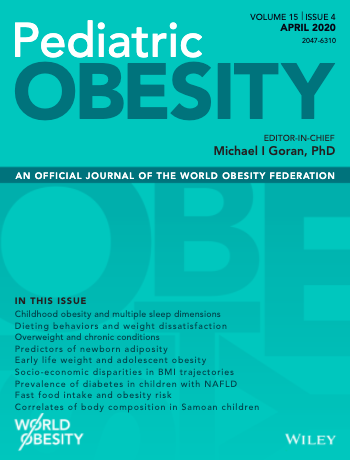 VOLUME 15 | ISSUE 4
APRIL 2020
2047-6310
Pediatric
OBESITY
EDITOR-IN-CHIEF
Michael I Goran, PhD
AN OFFICIAL JOURNAL OF THE WORLD OBESITY FEDERATION
IN THIS ISSUE
Childhood obesity and multiple sleep dimensions
Dieting behaviors and weight dissatisfaction
Overweight and chronic conditions
Predictors of newborn adiposity
Early life weight and adolescent obesity
Socio-economic disparities in BMI trajectories
Prevalence of diabetes in children with NAFLD
Fast food intake and obesity risk
Correlates of body composition in Samoan children
WORLD
OBESITY
WILEY